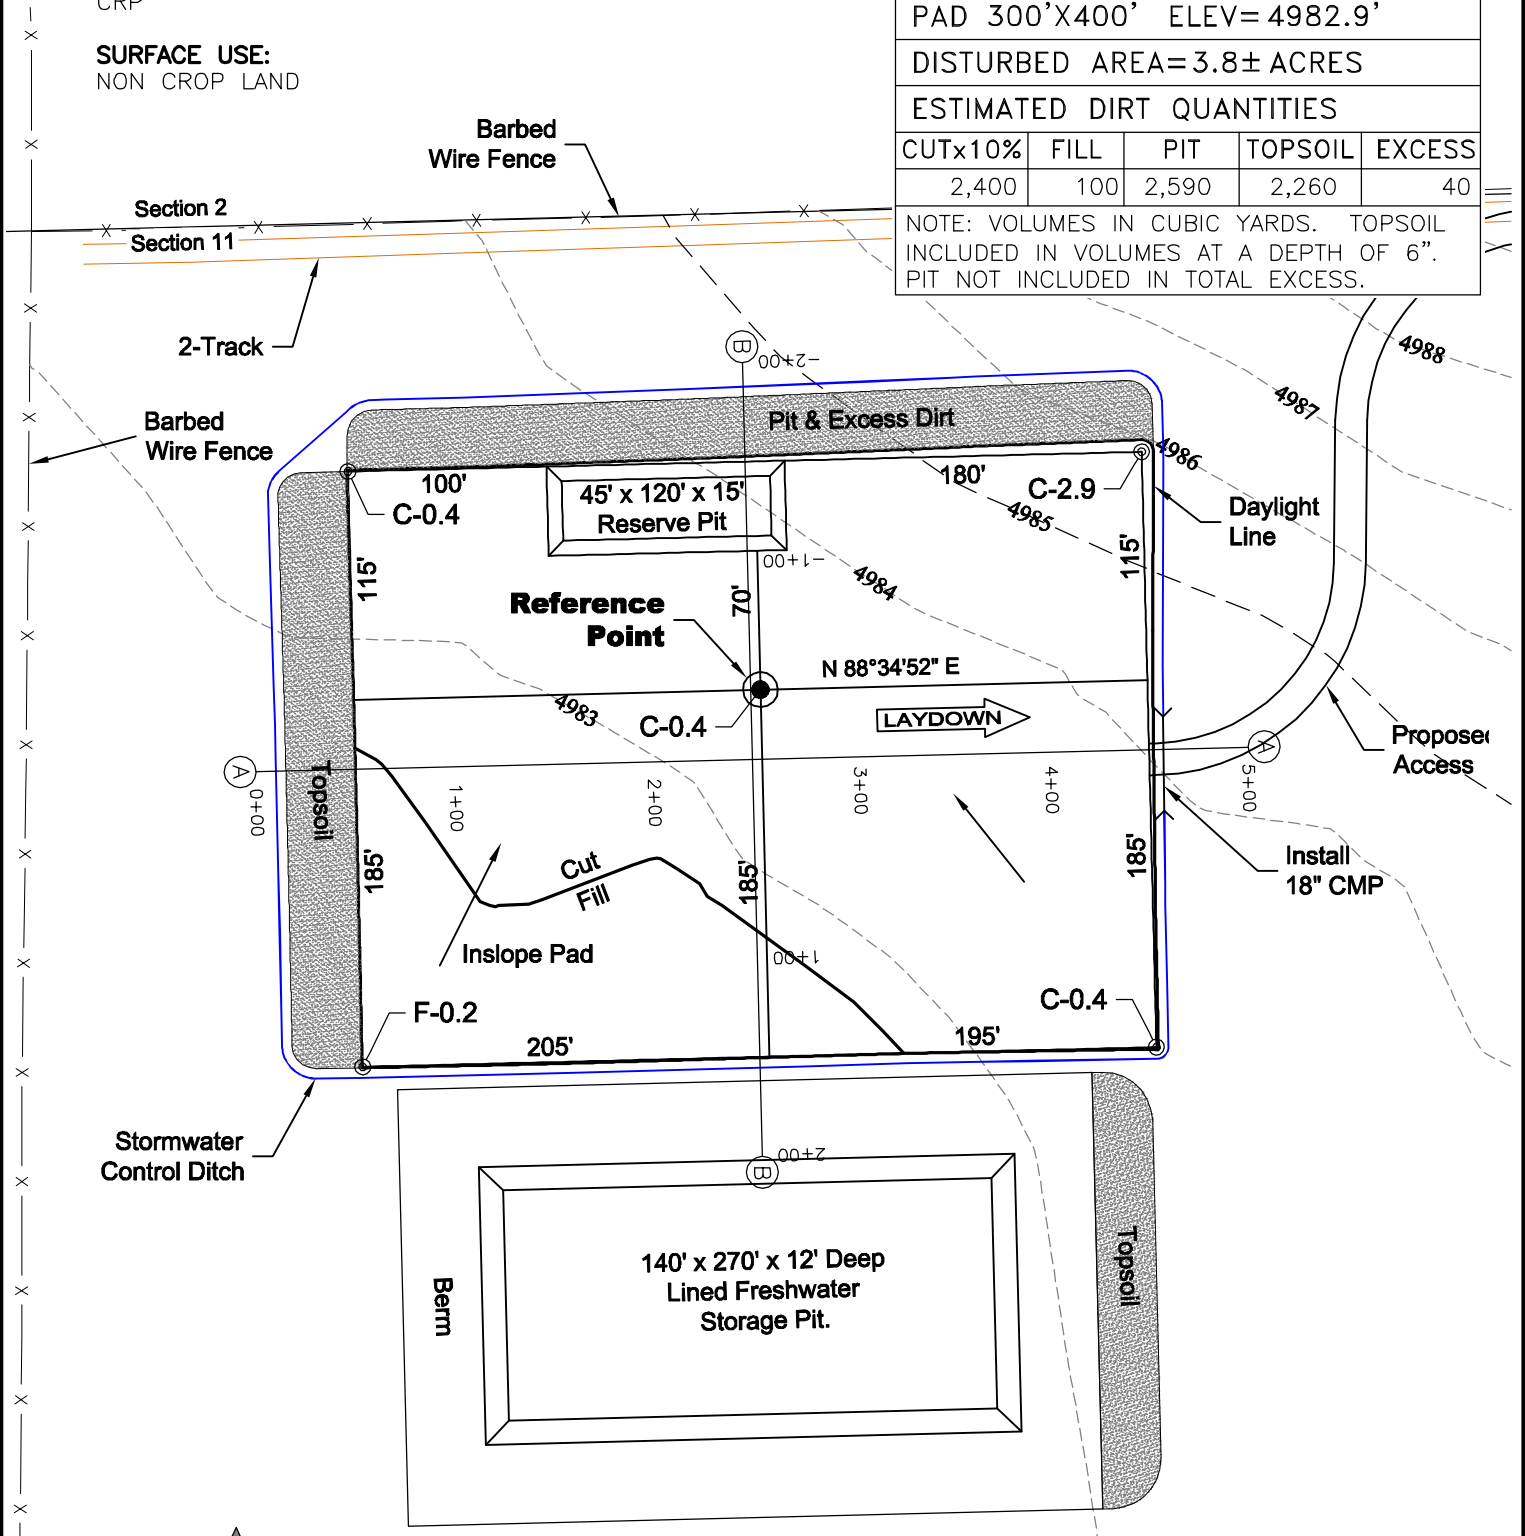 CRP
SURFACE USE:
NON CROP LAND
PAD 300'X400' ELEV=4982.9'
DISTURBED AREA=3.8± ACRES
ESTIMATED DIRT QUANTITIES
CUTx10% FILL PIT TOPSOIL EXCESS
2,400 100 2,590 2,260 40
NOTE: VOLUMES IN CUBIC YARDS. TOPSOIL
INCLUDED IN VOLUMES AT A DEPTH OF 6".
PIT NOT INCLUDED IN TOTAL EXCESS.
Barbed
Wire Fence
Section 2
Section 11
2-Track
Barbed
Wire Fence
B
-2+00
4988
4987
4986
4985
4984
4983
Pit & Excess Dirt
100'
180'
C-0.4
C-2.9
45' x 120' x 15'
Reserve Pit
Daylight
Line
115'
115'
-1+00
70'
Reference
Point
N 88°34'52" E
C-0.4
LAYDOWN
Proposed
Access
A
A
0+00
1+00
2+00
3+00
4+00
5+00
Topsoil
185'
185'
185'
Cut
Fill
Install
18" CMP
Inslope Pad
1+00
F-0.2
C-0.4
205'
195'
Stormwater
Control Ditch
2+00
B
140' x 270' x 12' Deep
Lined Freshwater
Storage Pit.
Berm
Topsoil